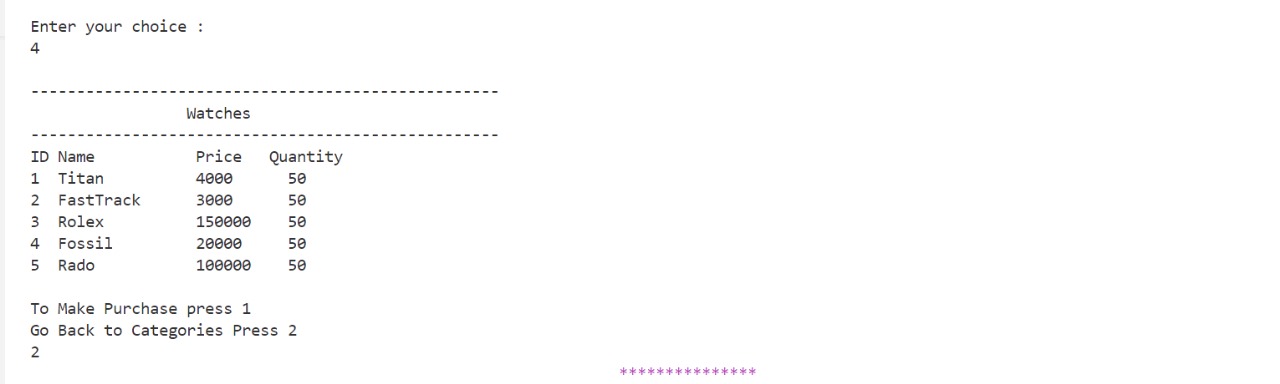 Enter your choice :
4
---------------------------------------------------
Watches
---------------------------------------------------
ID Name Price Quantity
1 Titan 4000 50
2 FastTrack 3000 50
3 Rolex 150000 50
4 Fossil 20000 50
5 Rado 100000 50
To Make Purchase press 1
Go Back to Categories Press 2
2
***************